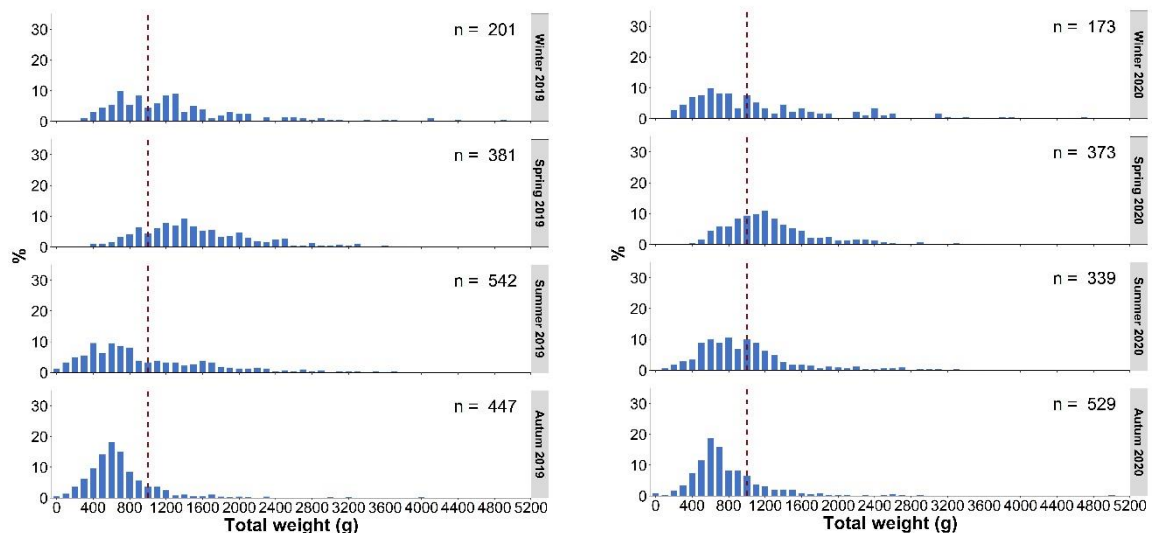 30
20
10
0
n = 201
Winter 2019
30
20
10
0
n = 381
Spring 2019
%
30
20
10
0
n = 542
Summer 2019
30
20
10
0
n = 447
Autum 2019
400 800 1200 1600 2000 2400 2800 3200 3600 4000 4400 4800 5200
Total weight (g)
30
20
10
0
n = 173
Winter 2020
30
20
10
0
n = 373
Spring 2020
%
30
20
10
0
n = 339
Summer 2020
30
20
10
0
n = 529
Autum 2020
0 400 800 1200 1600 2000 2400 2800 3200 3600 4000 4400 4800 5200
Total weight (g)